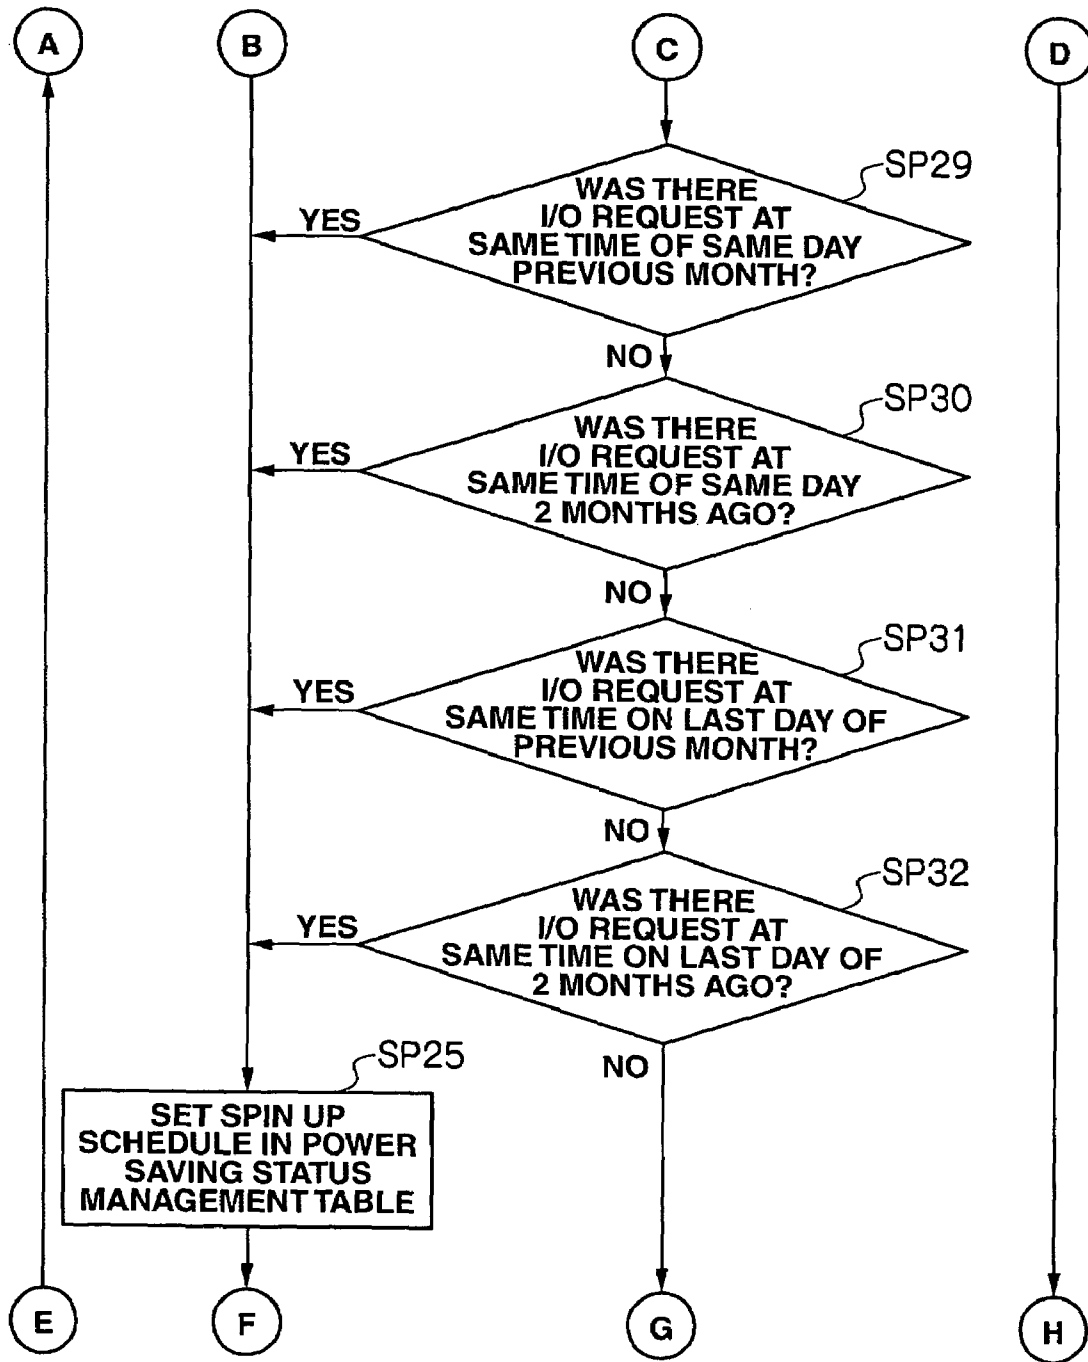 A
B
C
D
SP29
WAS THERE
I/O REQUEST AT
SAME TIME OF SAME DAY
PREVIOUS MONTH?
YES
NO
SP30
WAS THERE
I/O REQUEST AT
SAME TIME OF SAME DAY
2 MONTHS AGO?
YES
NO
SP31
WAS THERE
I/O REQUEST AT
SAME TIME ON LAST DAY OF
PREVIOUS MONTH?
YES
NO
SP32
WAS THERE
I/O REQUEST AT
SAME TIME ON LAST DAY OF
2 MONTHS AGO?
YES
NO
SP25
SET SPIN UP
SCHEDULE IN POWER
SAVING STATUS
MANAGEMENT TABLE
E
F
G
H